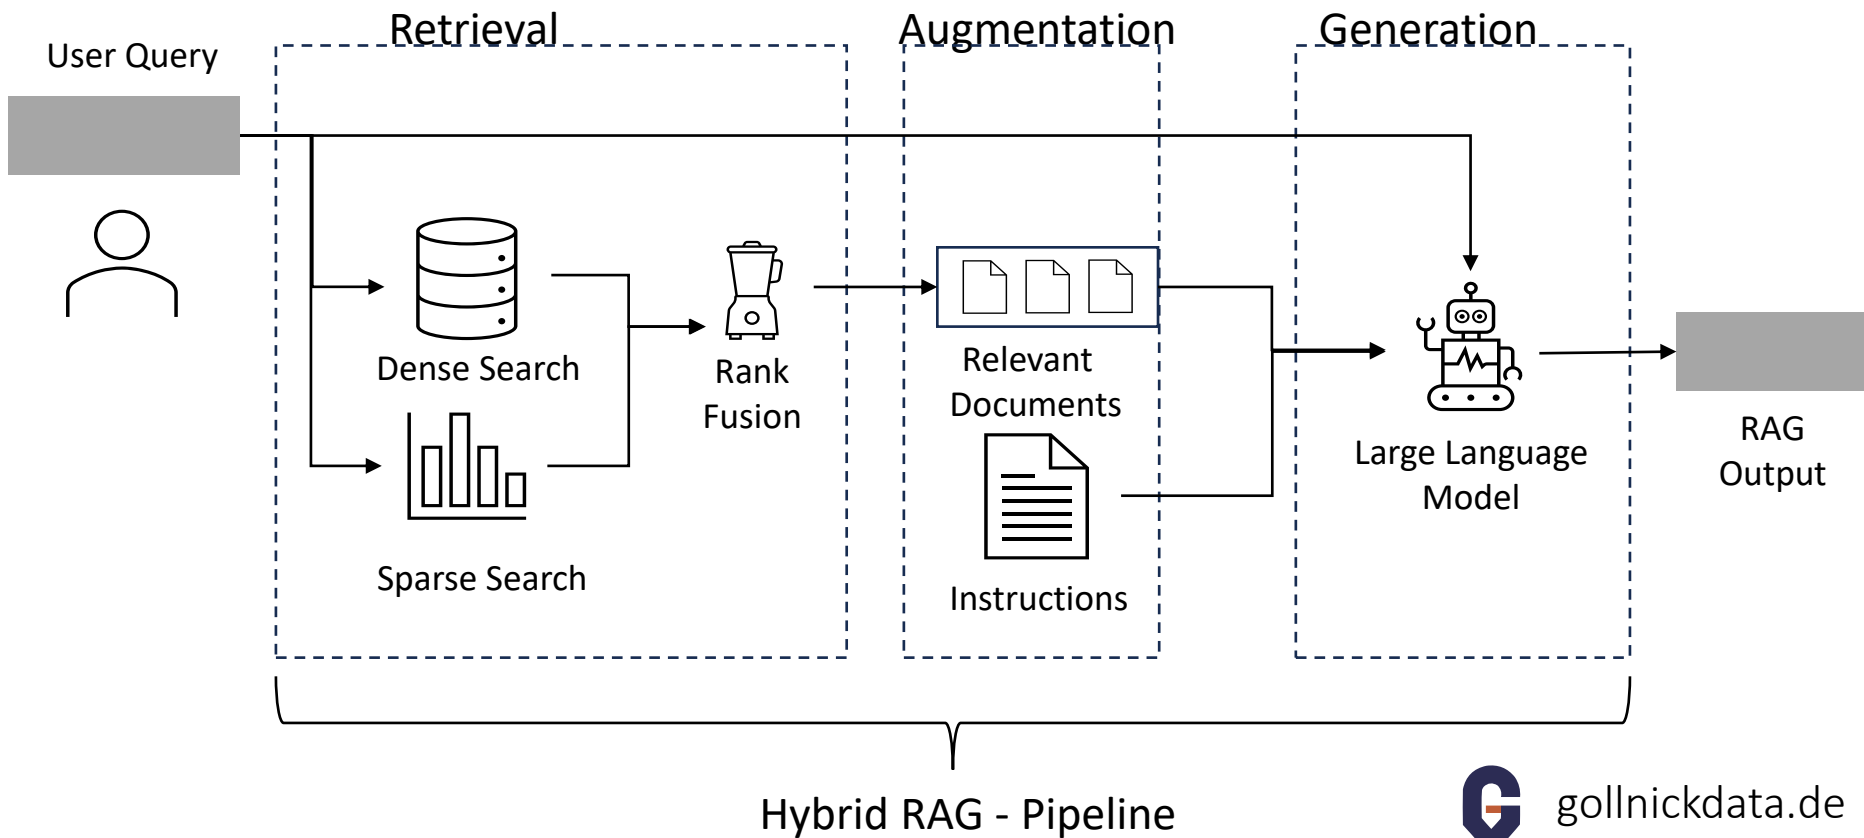 Retrieval
Augmentation
Generation
User Query
Dense Search
Rank
Fusion
Relevant
Documents
Large Language
Model
RAG
Output
Sparse Search
Instructions
Hybrid RAG - Pipeline
gollnickdata.de